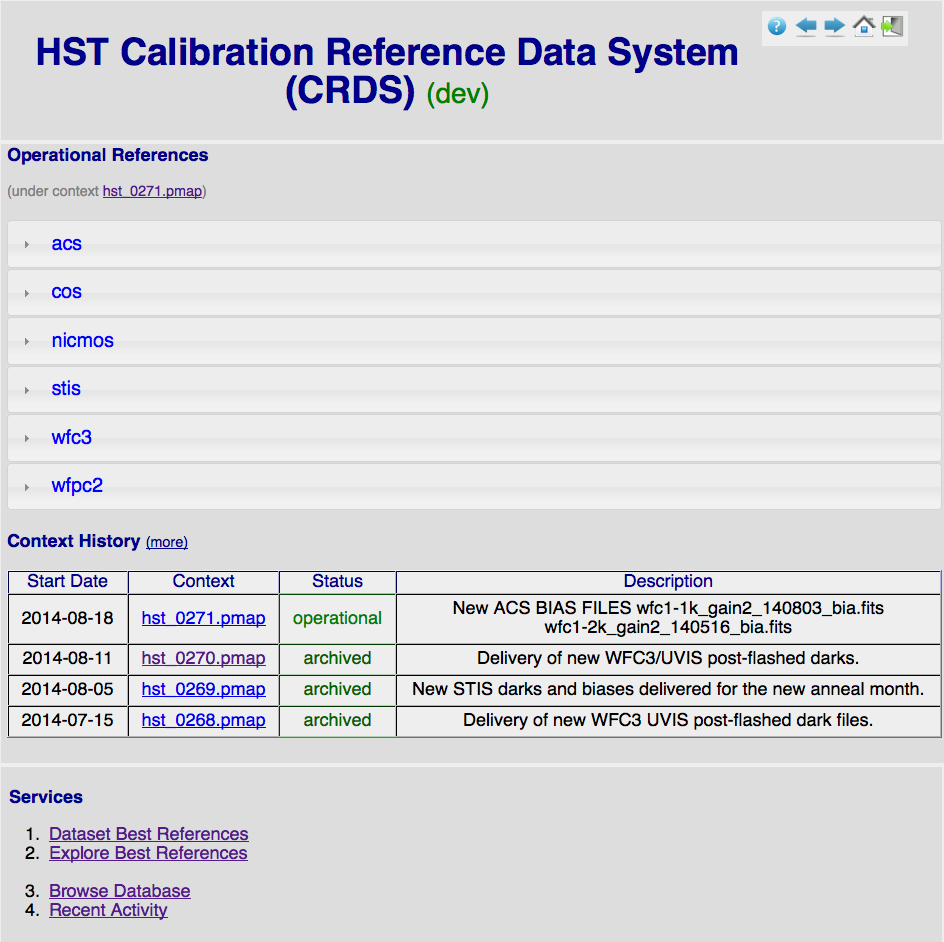 HST Calibration Reference Data System
(CRDS) (dev)
Operational References
(under context hst_0271.pmap)
acs
cos
nicmos
stis
wfc3
wfpc2
Context History (more)
Start Date Context Status Description
2014-08-18 hst_0271.pmap operational New ACS BIAS FILES wfc1-1k_gain2_140803_bia.fits
wfc1-2k_gain2_140516_bia.fits
2014-08-11 hst_0270.pmap archived Delivery of new WFC3/UVIS post-flashed darks.
2014-08-05 hst_0269.pmap archived New STIS darks and biases delivered for the new anneal month.
2014-07-15 hst_0268.pmap archived Delivery of new WFC3 UVIS post-flashed dark files.
Services
1. Dataset Best References
2. Explore Best References
3. Browse Database
4. Recent Activity